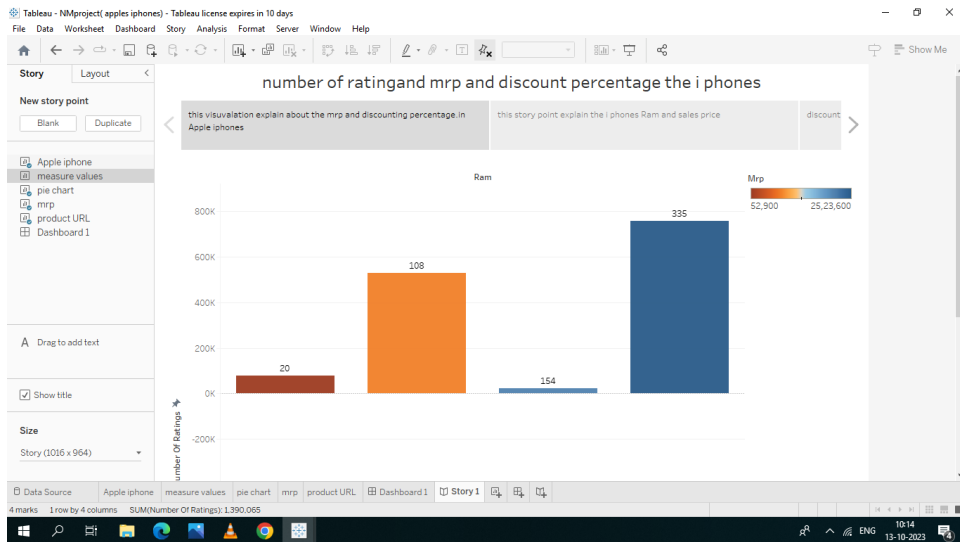 Tableau - NMproject( apples iphones) - Tableau license expires in 10 days
File Data Worksheet Dashboard Story Analysis Format Server Window Help
Show Me
Story Layout
New story point
Blank Duplicate
Apple iphone
measure values
pie chart
mrp
product URL
Dashboard 1
A Drag to add text
Show title
Size
Story (1016 x 964)
number of ratingand mrp and discount percentage the i phones
this visuvalation explain about the mrp and discounting percentage.in
Apple iphones
this story point explain the i phones Ram and sales price
discount
Ram
Mrp
52,900 25,23,600
800K
600K
400K
200K
0K
-200K
20
108
154
335
umber Of Ratings
Data Source Apple iphone measure values pie chart mrp product URL Dashboard 1 Story 1
4 marks 1 row by 4 columns SUM(Number Of Ratings): 1,390,065
ENG
10:14
13-10-2023
4